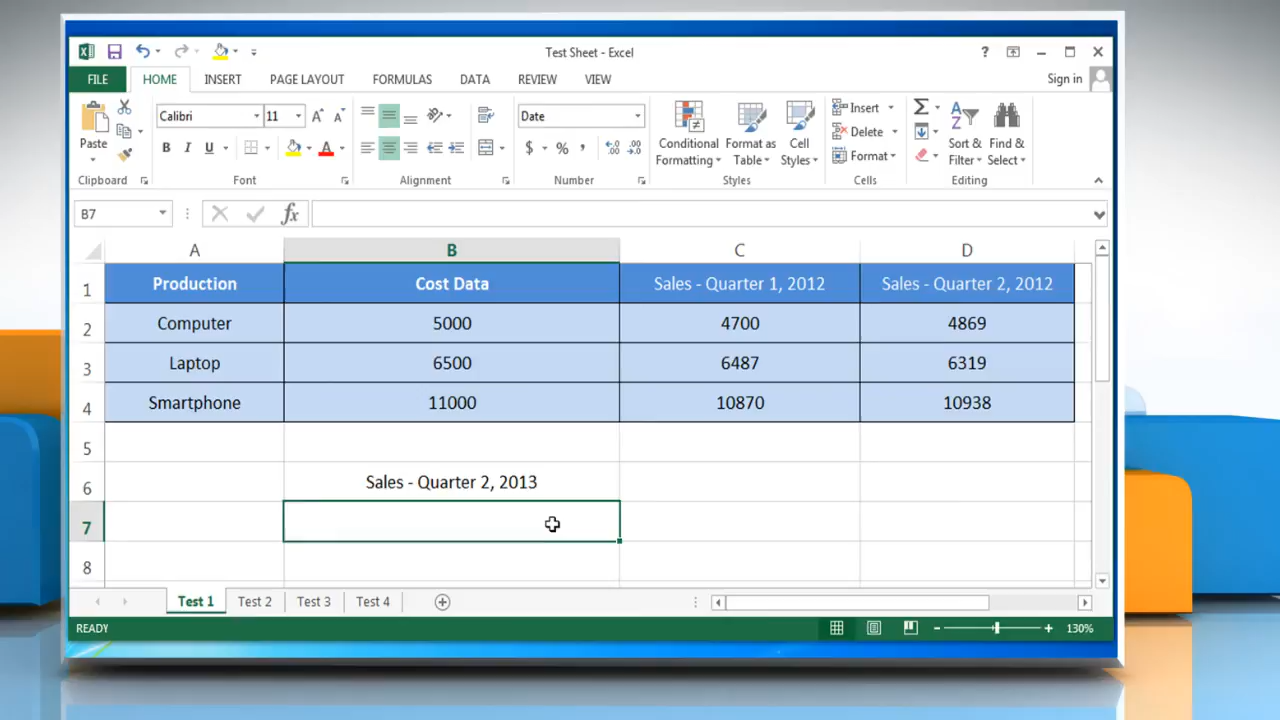 Test Sheet - Excel
?
FILE HOME INSERT PAGE LAYOUT FORMULAS DATA REVIEW VIEW Sign in
Paste
Clipboard
Calibri 11
B I U A
Font
Alignment
Date
$ % ,
Number
Conditional Formatting
Format as Table
Cell Styles
Styles
Insert
Delete
Format
Cells
Sort & Filter
Find & Select
Editing
B7 fx
A B C D
1 Production Cost Data Sales - Quarter 1, 2012 Sales - Quarter 2, 2012
2 Computer 5000 4700 4869
3 Laptop 6500 6487 6319
4 Smartphone 11000 10870 10938
5
6 Sales - Quarter 2, 2013
7
8
Test 1 Test 2 Test 3 Test 4
READY 130%